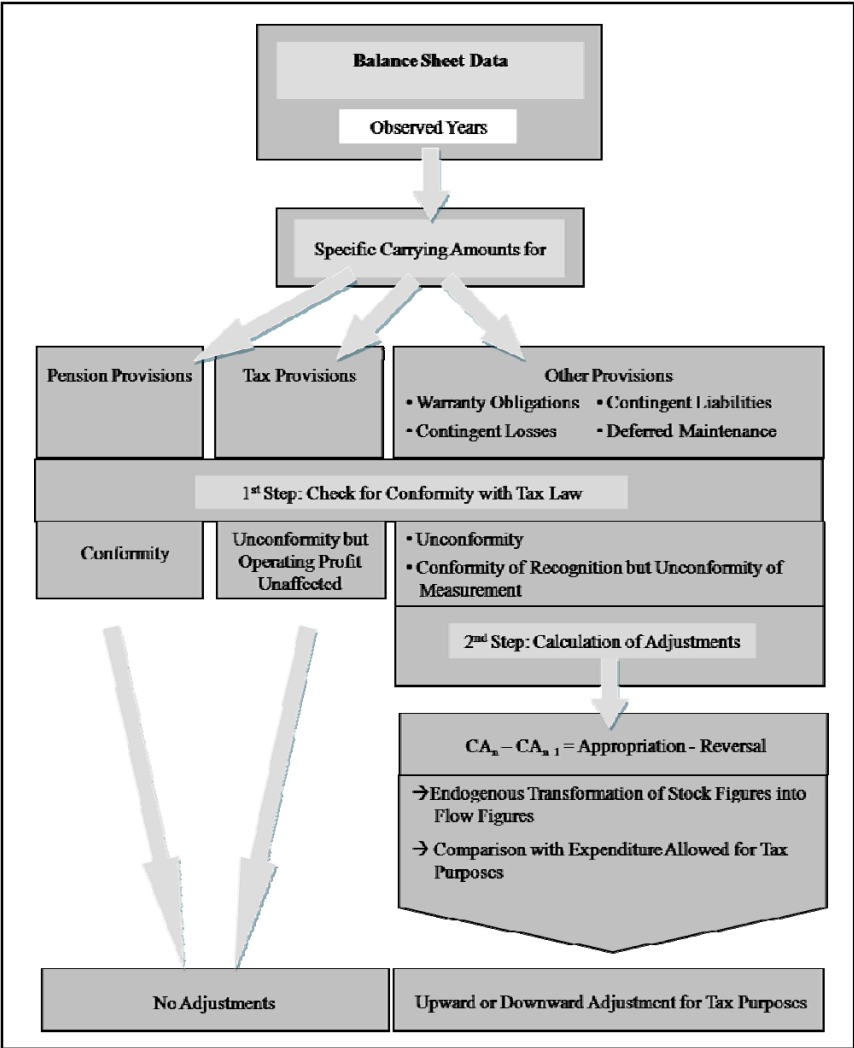 Balance Sheet Data
Observed Years
Specific Carrying Amounts for
Pension Provisions
Tax Provisions
Other Provisions
• Warranty Obligations • Contingent Liabilities
• Contingent Losses • Deferred Maintenance
1st Step: Check for Conformity with Tax Law
Conformity
Unconformity but
Operating Profit
Unaffected
• Unconformity
• Conformity of Recognition but Unconformity of
Measurement
2nd Step: Calculation of Adjustments
CAn – CAn-1 = Appropriation - Reversal
→Endogenous Transformation of Stock Figures into
Flow Figures
→ Comparison with Expenditure Allowed for Tax
Purposes
No Adjustments
Upward or Downward Adjustment for Tax Purposes